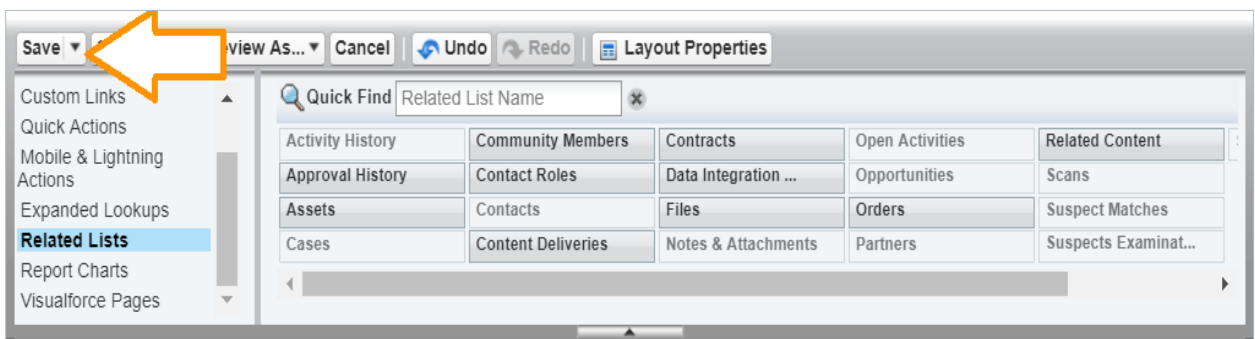 Save view As... Cancel Undo Redo Layout Properties
Custom Links
Quick Actions
Mobile & Lightning
Actions
Expanded Lookups
Related Lists
Report Charts
Visualforce Pages
Quick Find Related List Name
Activity History Community Members Contracts Open Activities Related Content
Approval History Contact Roles Data Integration ... Opportunities Scans
Assets Contacts Files Orders Suspect Matches
Cases Content Deliveries Notes & Attachments Partners Suspects Examinat...